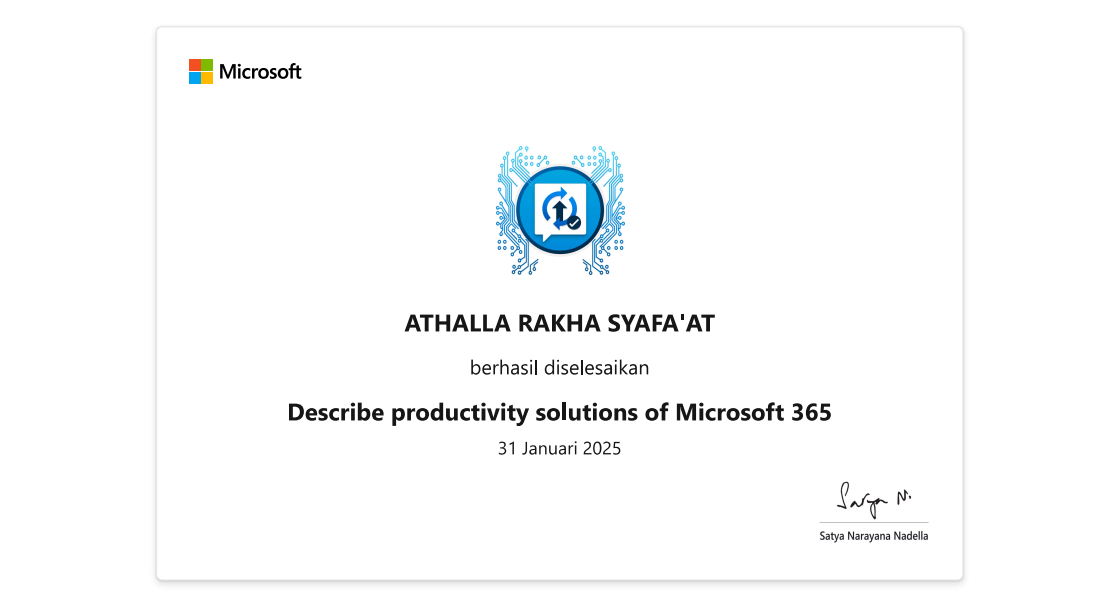 Microsoft
ATHALLA RAKHA SYAFA'AT
berhasil diselesaikan
Describe productivity solutions of Microsoft 365
31 Januari 2025
Satya N.
Satya Narayana Nadella